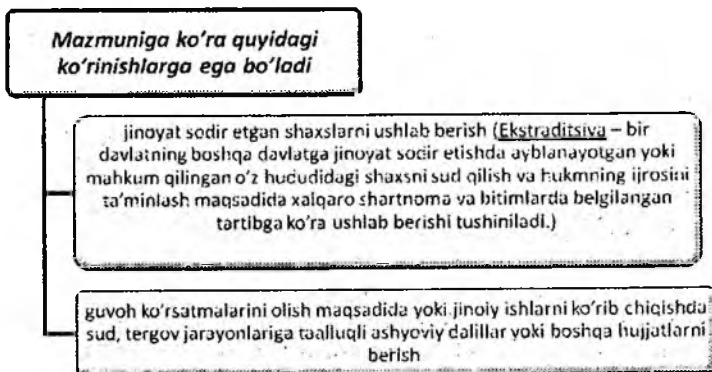 Mazmuniga ko'ra quyidagi
ko'rinishlarga ega bo'ladi
jinoyat sodir etgan shaxslarni ushlab berish (Ekstraditsiya – bir
davlatning boshqa davlatga jinoyat sodir etishda ayblanayotgan yoki
mahkum qilingan o'z hududidagi shaxsni sud qilish va hukmning ijrosini
ta'minlash maqsadida xalqaro shartnoma va bitimlarda belgilangan
tartibga ko'ra ushlab berishi tushiniladi.)
guvoh ko'rsatmalarini olish maqsadida yoki jinoiy ishlarni ko'rib chiqishda
sud, tergov jarayonlariga taalluqli ashyoviy dalillar yoki boshqa hujjatlarni
berish